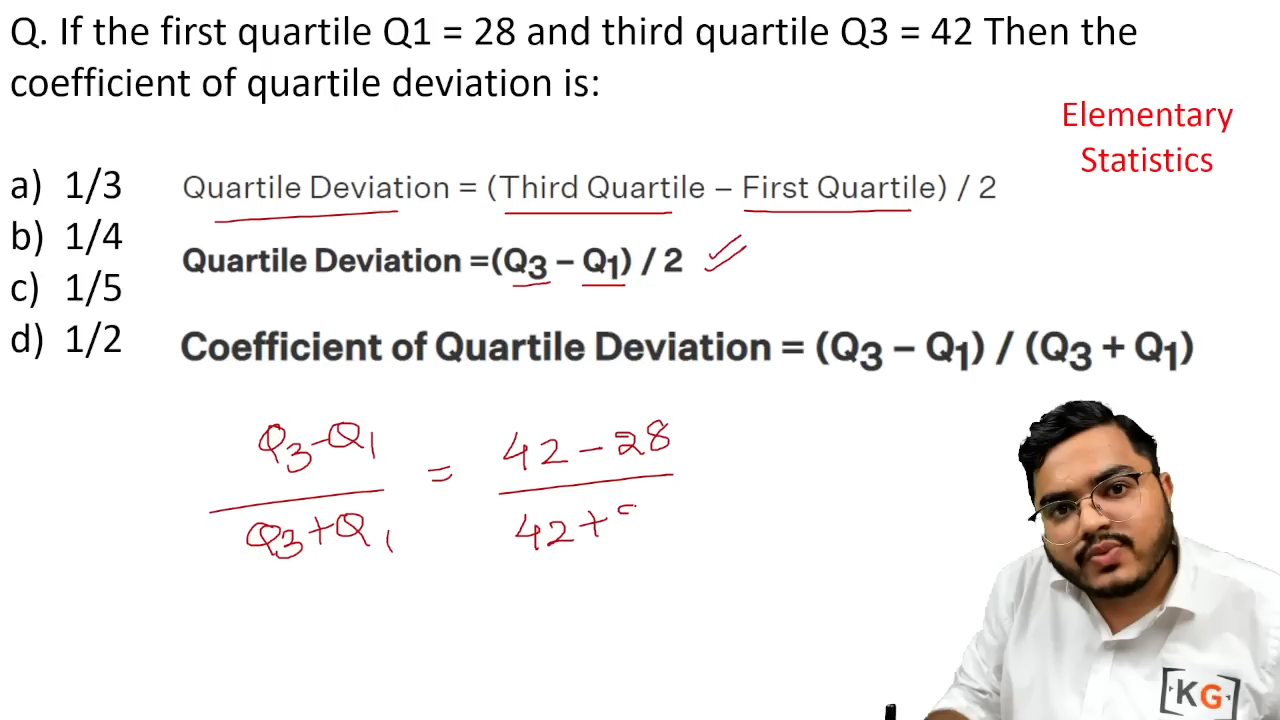 Q. If the first quartile Q1 = 28 and third quartile Q3 = 42 Then the
coefficient of quartile deviation is:
Elementary
Statistics
a) 1/3
Quartile Deviation = (Third Quartile – First Quartile) / 2
b) 1/4
Quartile Deviation =(Q3 – Q1) / 2
c) 1/5
d) 1/2
Coefficient of Quartile Deviation = (Q3 – Q1) / (Q3 + Q1)
Q3-Q1
42-28
=
Q3+Q1
42+
KG